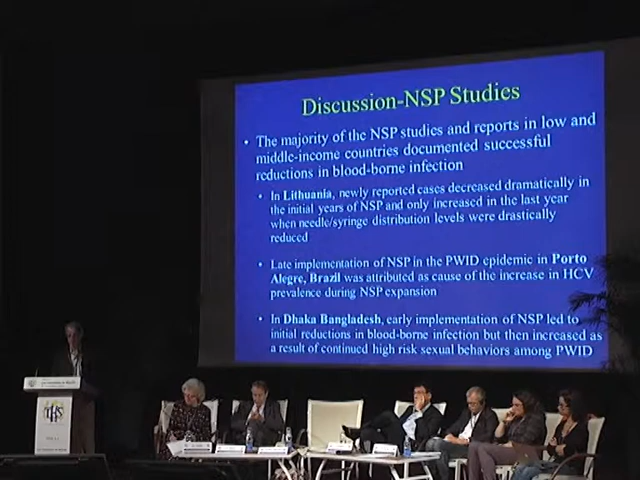 Discussion-NSP Studies
• The majority of the NSP studies and reports in low and
middle-income countries documented successful
reductions in blood-borne infection
• In Lithuania, newly reported cases decreased dramatically in
the initial years of NSP and only increased in the last year
when needle/syringe distribution levels were drastically
reduced
• Late implementation of NSP in the PWID epidemic in Porto
Alegre, Brazil was attributed as cause of the increase in HCV
prevalence during NSP expansion
• In Dhaka Bangladesh, early implementation of NSP led to
initial reductions in blood-borne infection but then increased as
a result of continued high risk sexual behaviors among PWID